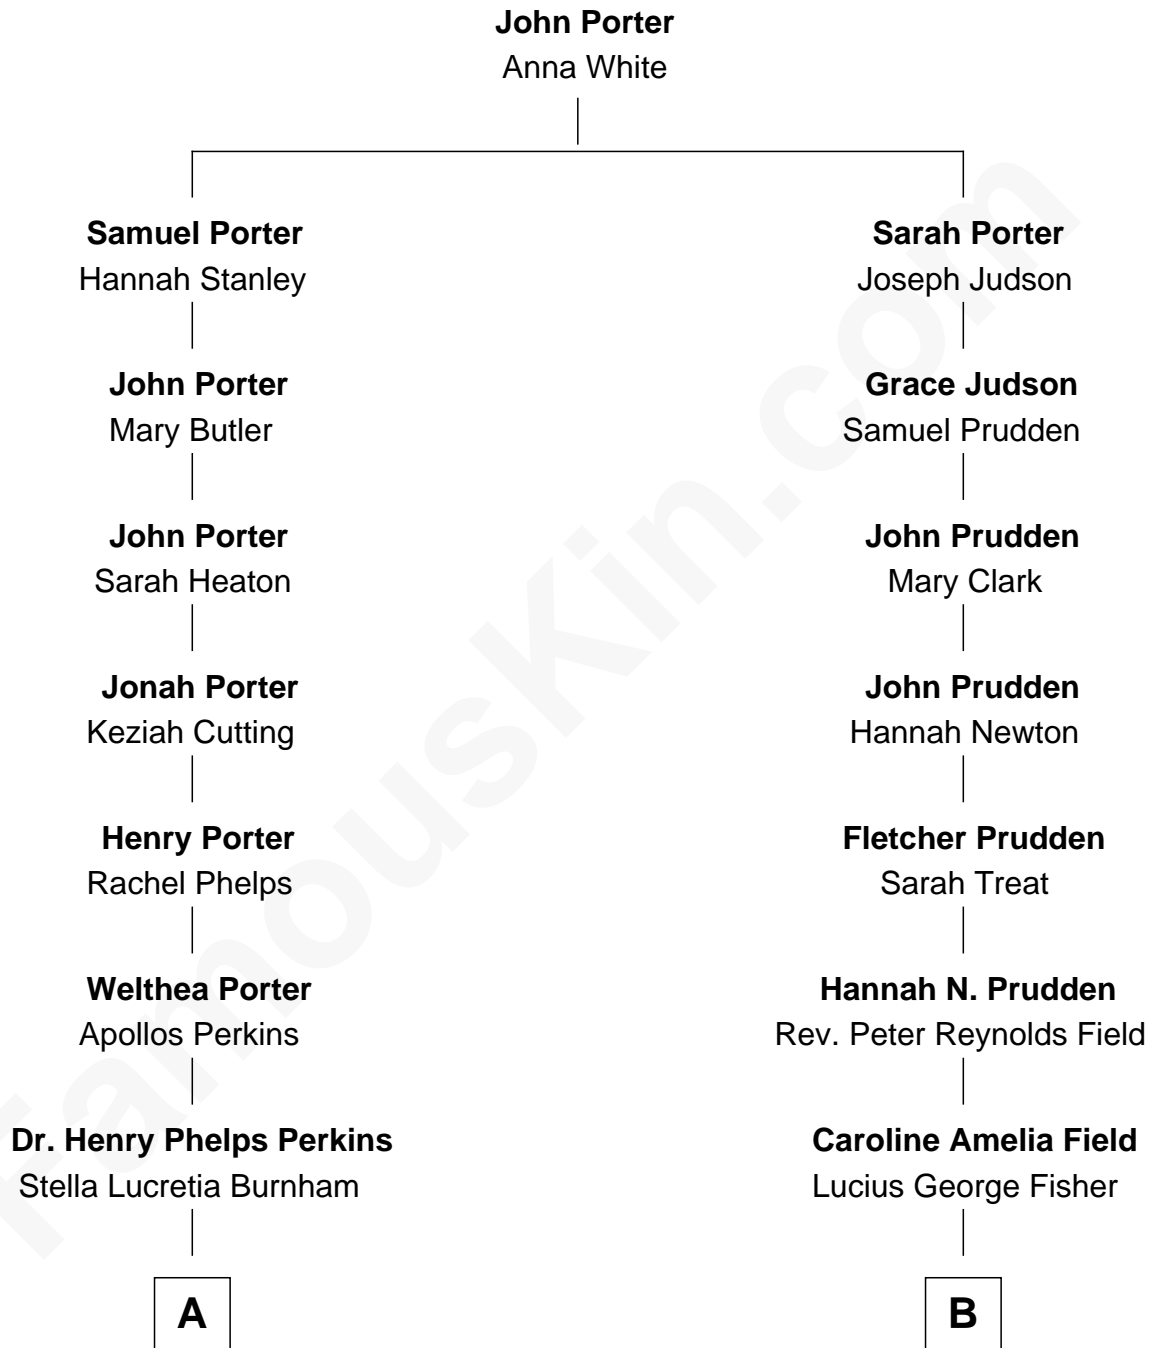 John Porter
Anna White
Samuel Porter
Hannah Stanley
Sarah Porter
Joseph Judson
John Porter
Mary Butler
Grace Judson
Samuel Prudden
John Porter
Sarah Heaton
John Prudden
Mary Clark
Jonah Porter
Keziah Cutting
John Prudden
Hannah Newton
Henry Porter
Rachel Phelps
Fletcher Prudden
Sarah Treat
Welthea Porter
Apollos Perkins
Hannah N. Prudden
Rev. Peter Reynolds Field
Dr. Henry Phelps Perkins
Stella Lucretia Burnham
Caroline Amelia Field
Lucius George Fisher
A
B
FamousKin.com